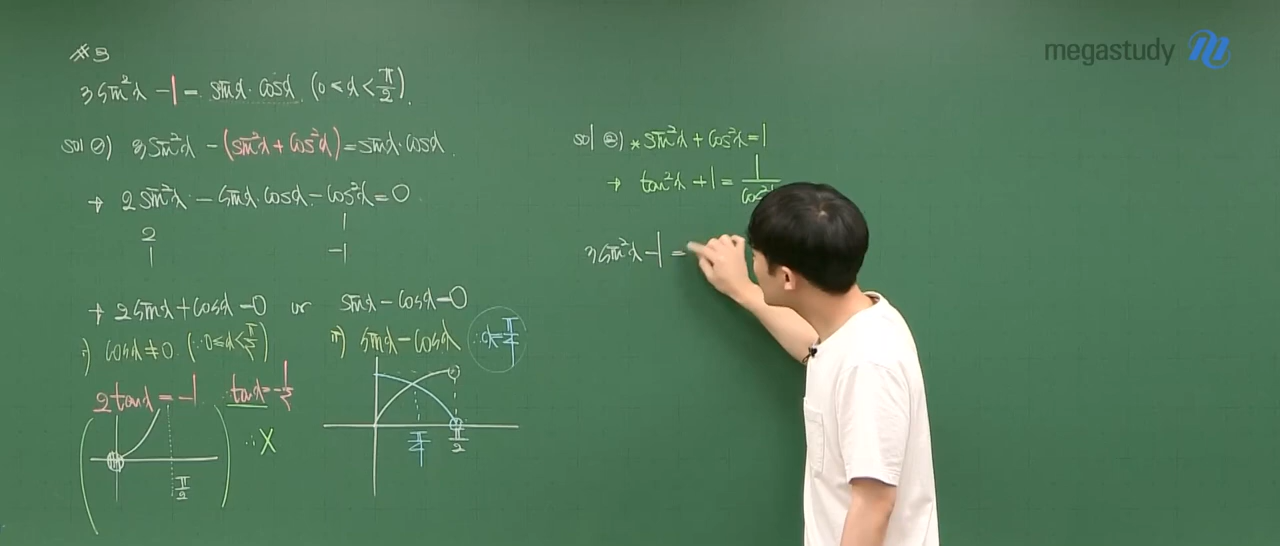 megastudy
#3
3sin²α - 1 = sinα·cosα (0 < α < π/2).
sol ①) 3sin²α - (sin²α + cos²α) = sinα·cosα.
→ 2sin²α - sinα·cosα - cos²α = 0
2
1
1
-1
→ 2sinα + cosα = 0 or sinα - cosα = 0
i) cosα ≠ 0. (∵ 0 ≤ α < π/2)
2tanα = -1 ∴ tanα = -1/2
∴ X
π/2
ii) sinα - cosα ∴ α = π/4
π/4
π/2
sol ②) * sin²α + cos²α = 1
→ tan²α + 1 = 1/cos²α
3sin²α - 1 =